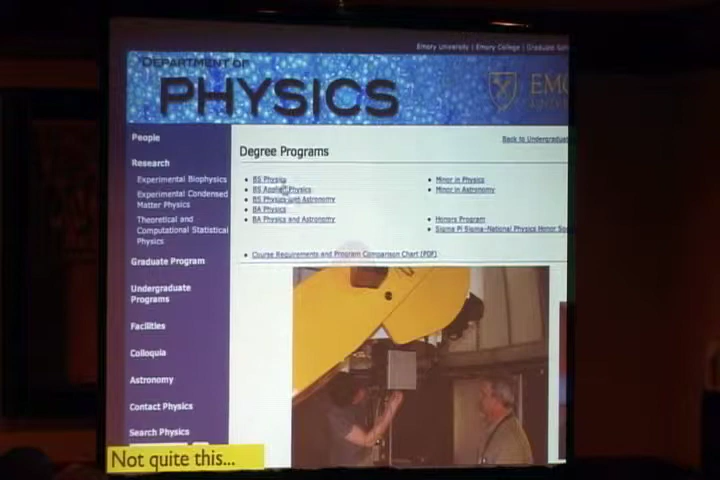 Emory University | Emory College | Graduate
DEPARTMENT OF
PHYSICS
People
Research
Experimental Biophysics
Experimental Condensed
Matter Physics
Theoretical and
Computational Statistical
Physics
Graduate Program
Undergraduate
Programs
Facilities
Colloquia
Astronomy
Contact Physics
Search Physics
Back to Undergraduate
Degree Programs
BS Physics
BS Applied Physics
BS Physics and Astronomy
BA Physics
BA Physics and Astronomy
Minor in Physics
Minor in Astronomy
Honors Program
Sigma Pi Sigma-National Physics Honor
Course Requirements and Program Comparison Chart (PDF)
Not quite this...